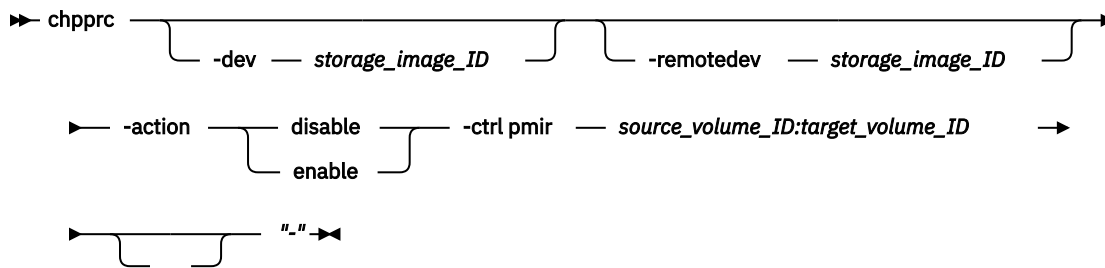 chpprc
-dev storage_image_ID -remotedev storage_image_ID
-action disable -ctrl pmir source_volume_ID:target_volume_ID
enable
"-"